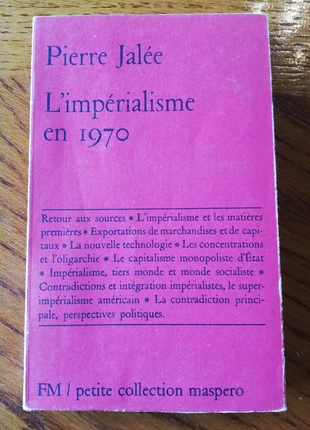 Pierre Jalée
L'impérialisme
en 1970
Retour aux sources * L'impérialisme et les matières
premières * Exportations de marchandises et de capi-
taux * La nouvelle technologie * Les concentrations
et l'oligarchie * Le capitalisme monopoliste d'État
* Impérialisme, tiers monde et monde socialiste *
Contradictions et intégration impérialistes, le super-
impérialisme américain * La contradiction princi-
pale, perspectives politiques.
FM / petite collection maspero